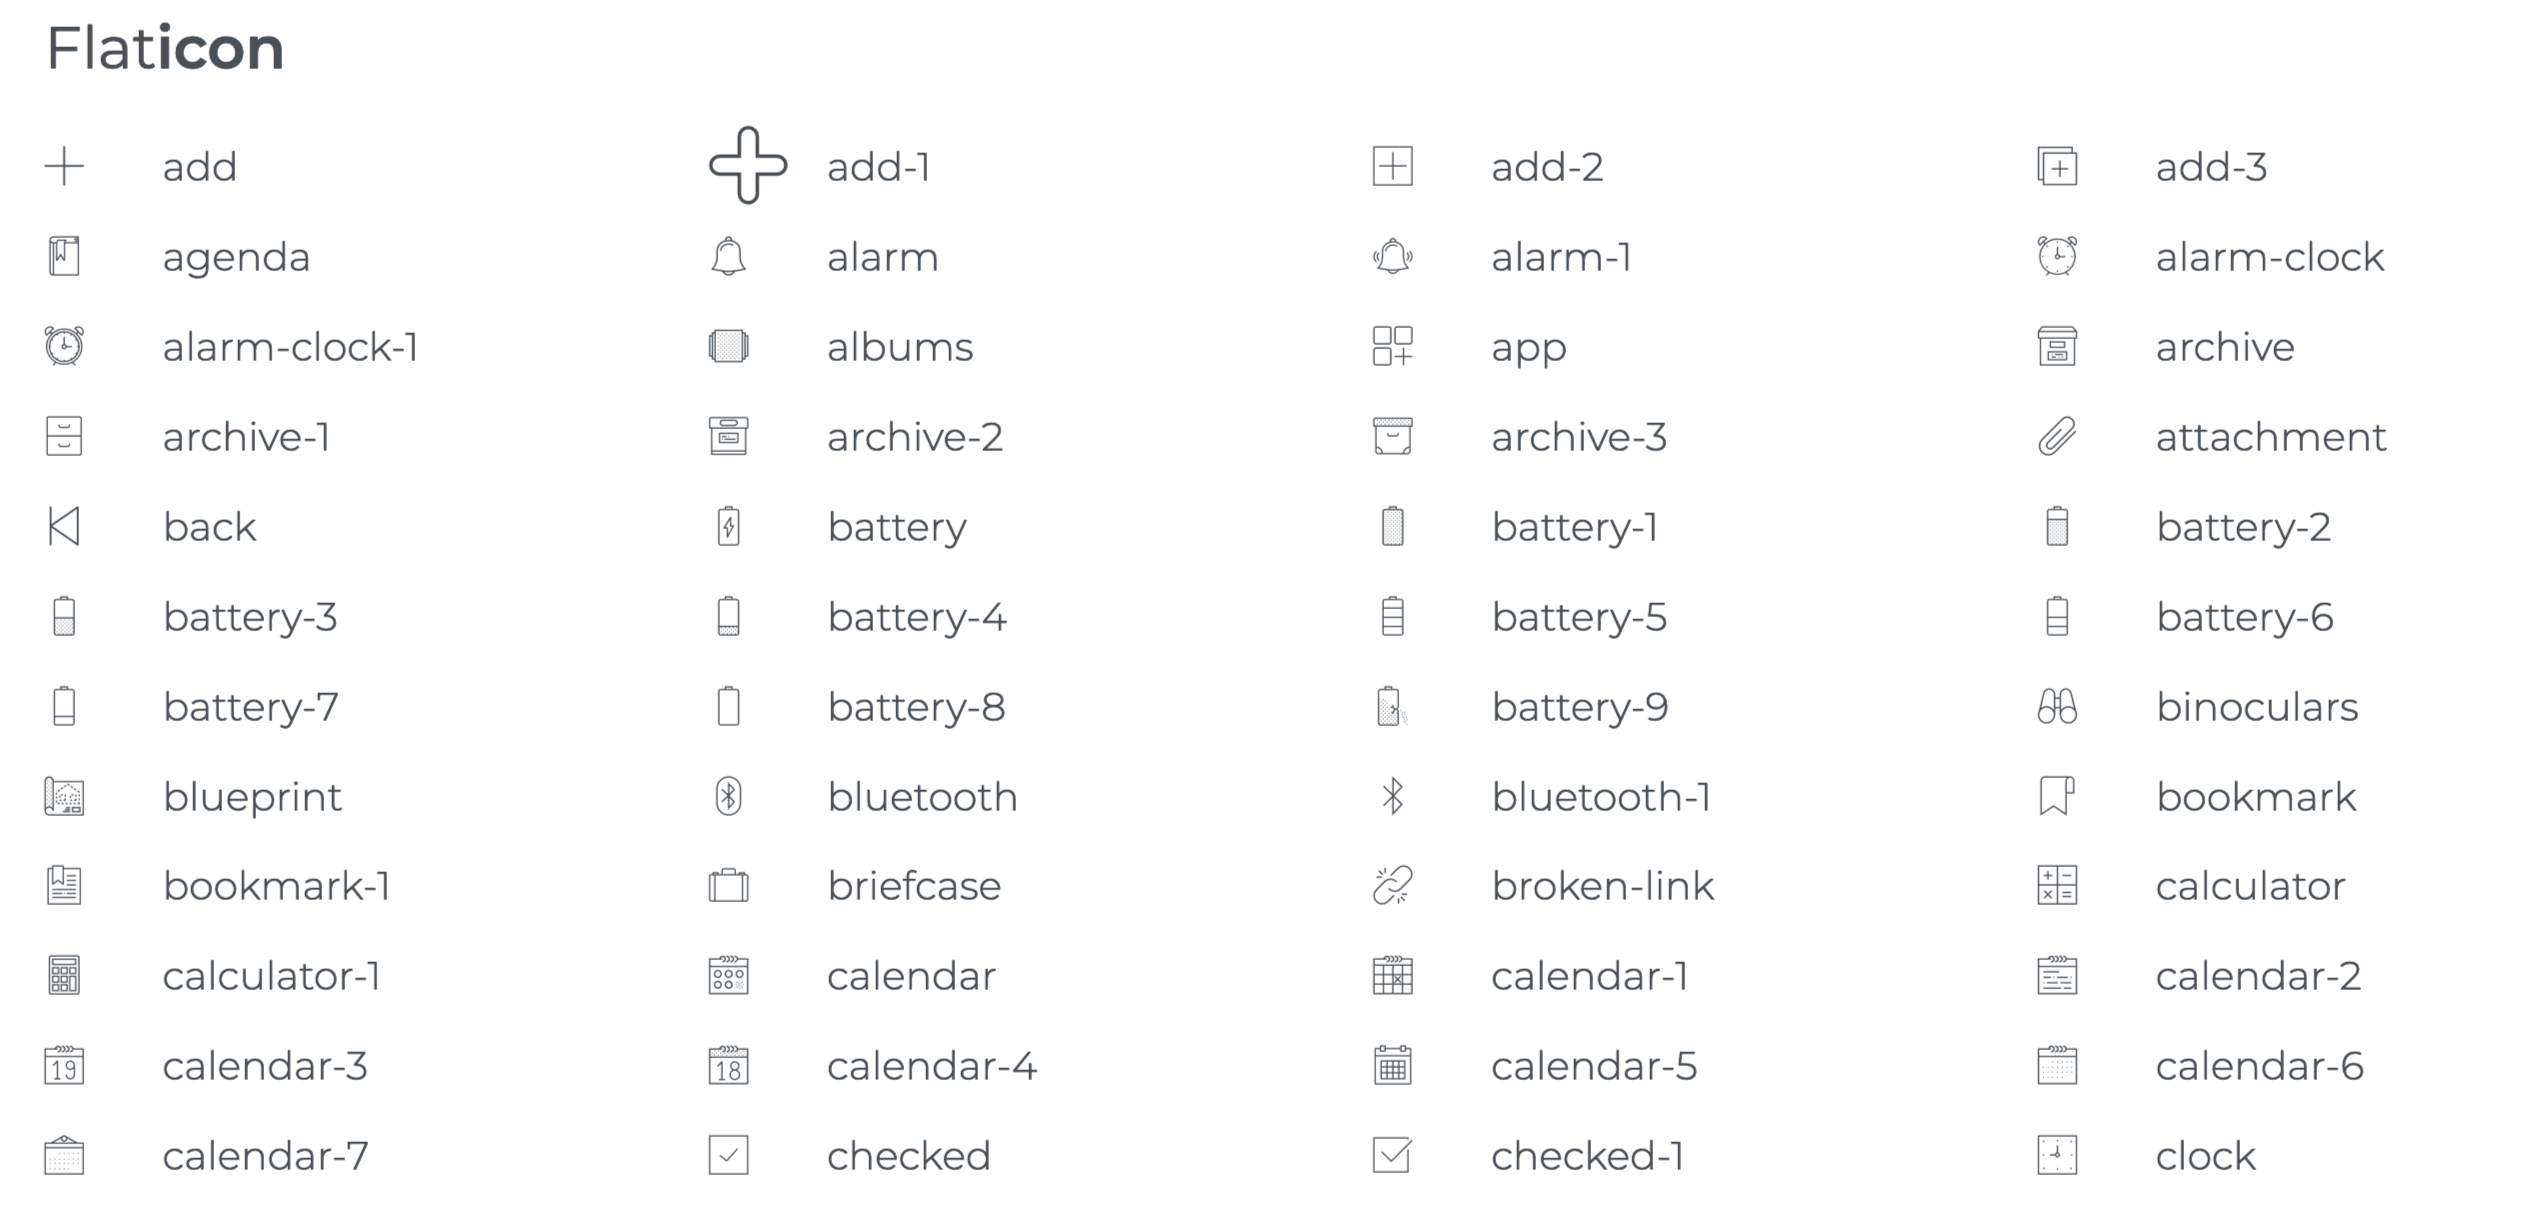 Flaticon
add add-1 add-2 add-3
agenda alarm alarm-1 alarm-clock
alarm-clock-1 albums app archive
archive-1 archive-2 archive-3 attachment
back battery battery-1 battery-2
battery-3 battery-4 battery-5 battery-6
battery-7 battery-8 battery-9 binoculars
blueprint bluetooth bluetooth-1 bookmark
bookmark-1 briefcase broken-link calculator
calculator-1 calendar calendar-1 calendar-2
19 calendar-3 18 calendar-4 calendar-5 calendar-6
calendar-7 checked checked-1 clock